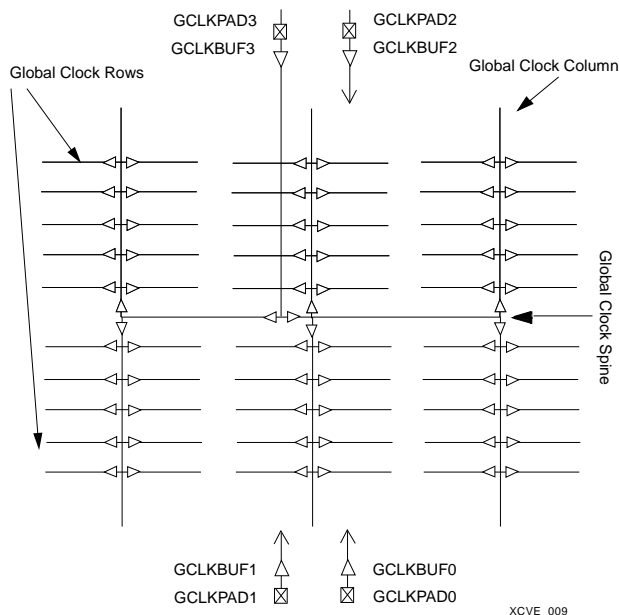 GCLKPAD3
GCLKPAD2
GCLKBUF3
GCLKBUF2
Global Clock Rows
Global Clock Column
Global Clock Spine
GCLKBUF1
GCLKBUF0
GCLKPAD1
GCLKPAD0
XCVE_009